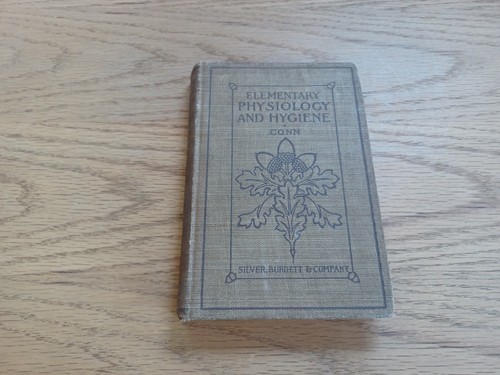 ELEMENTARY
PHYSIOLOGY
AND HYGIENE
CONN
SILVER, BURDETT & COMPANY